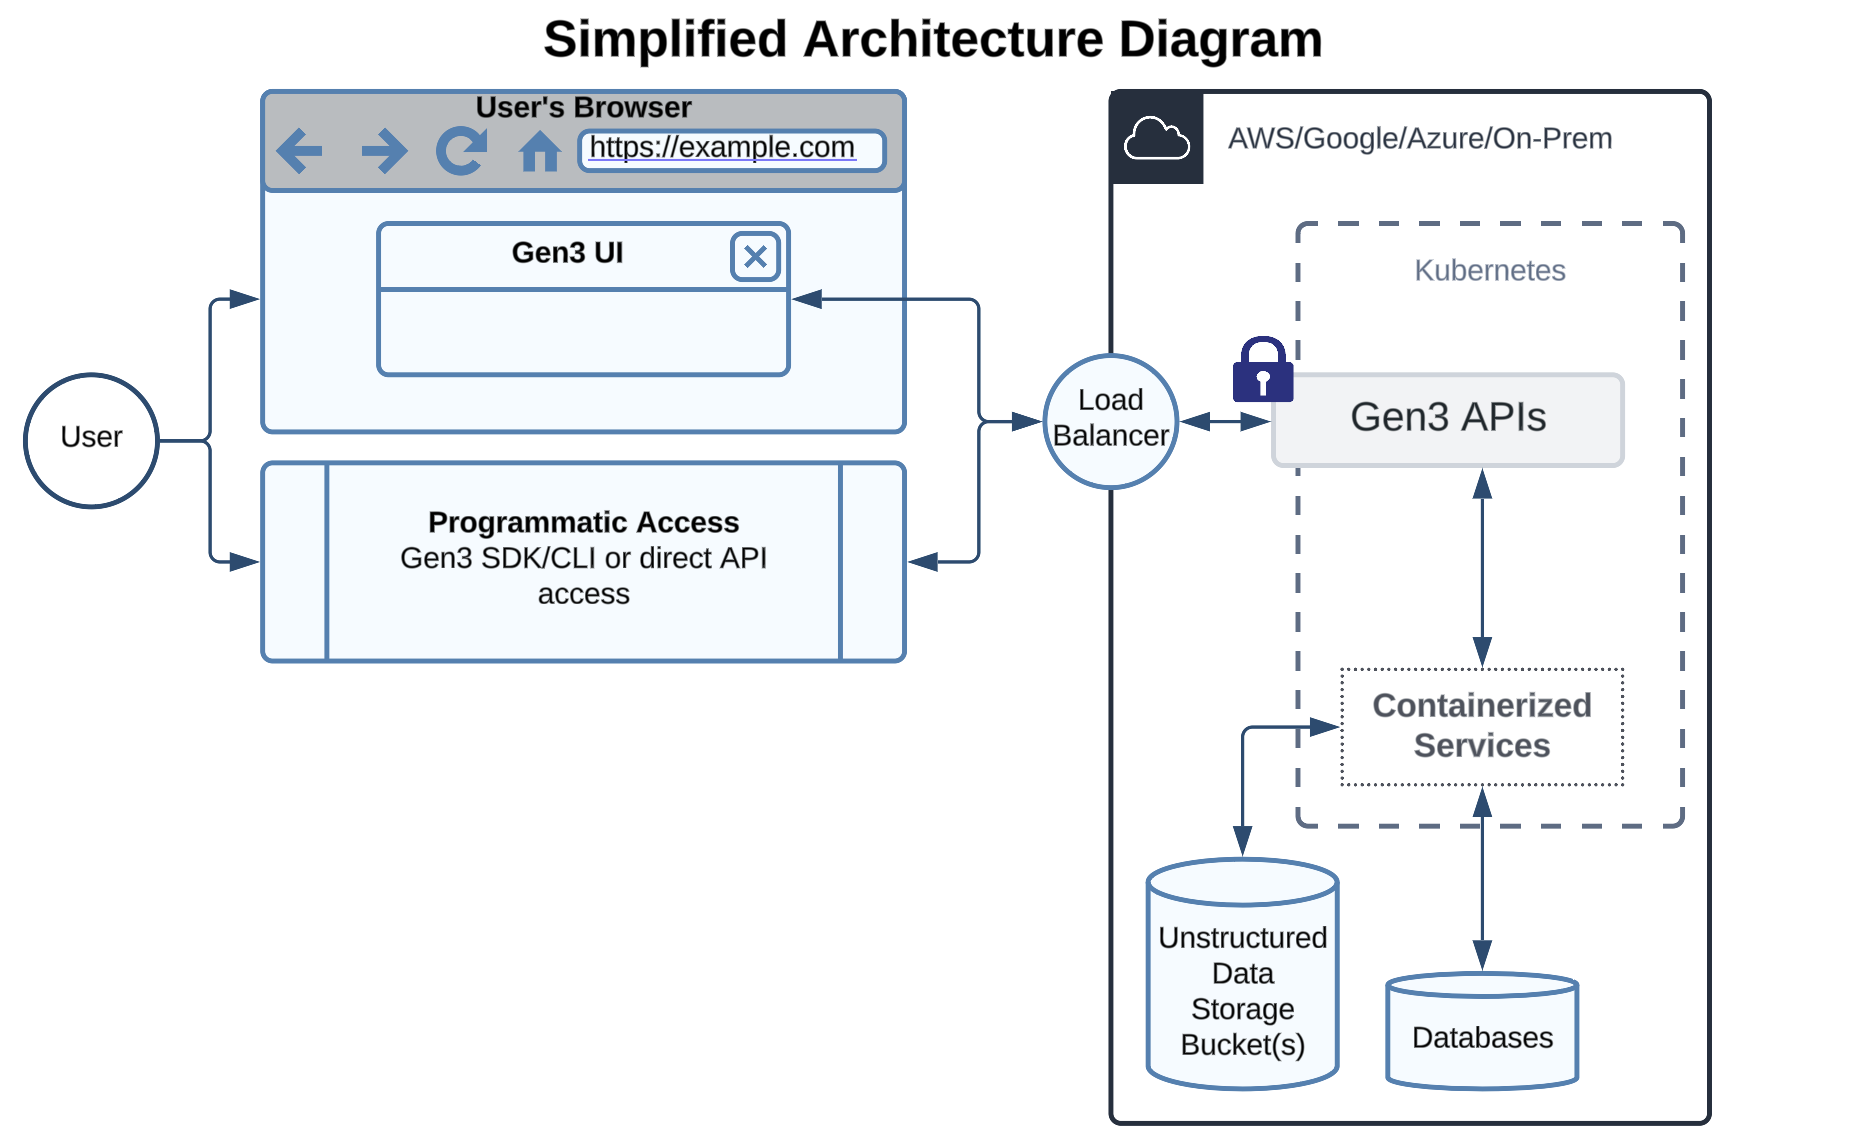 Simplified Architecture Diagram
User's Browser
https://example.com
Gen3 UI
User
Programmatic Access
Gen3 SDK/CLI or direct API
access
Load
Balancer
AWS/Google/Azure/On-Prem
Kubernetes
Gen3 APIs
Containerized
Services
Unstructured
Data
Storage
Bucket(s)
Databases